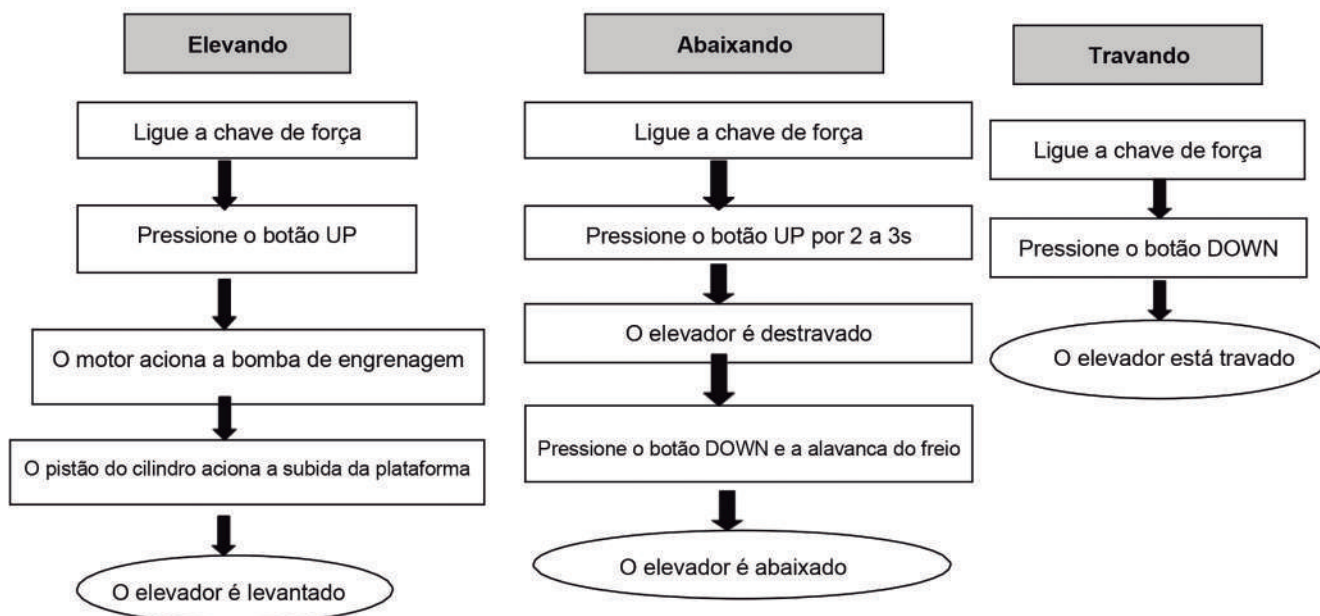 Elevando
Ligue a chave de força
Pressione o botão UP
O motor aciona a bomba de engrenagem
O pistão do cilindro aciona a subida da plataforma
O elevador é levantado
Abaixando
Ligue a chave de força
Pressione o botão UP por 2 a 3s
O elevador é destravado
Pressione o botão DOWN e a alavanca do freio
O elevador é abaixado
Travando
Ligue a chave de força
Pressione o botão DOWN
O elevador está travado